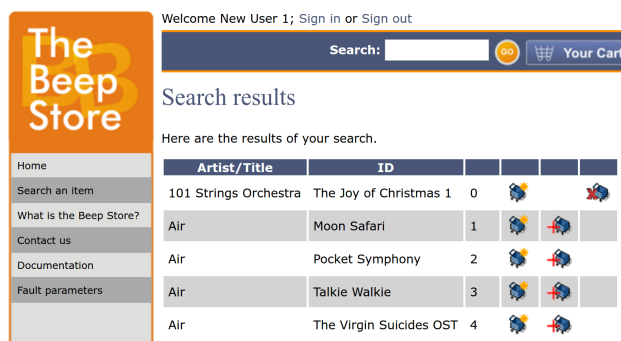 The
Beep
Store
Welcome New User 1; Sign in or Sign out
Search: GO Your Cart
Search results
Here are the results of your search.
Home
Search an item
What is the Beep Store?
Contact us
Documentation
Fault parameters
Artist/Title ID
101 Strings Orchestra The Joy of Christmas 1 0
Air Moon Safari 1
Air Pocket Symphony 2
Air Talkie Walkie 3
Air The Virgin Suicides OST 4